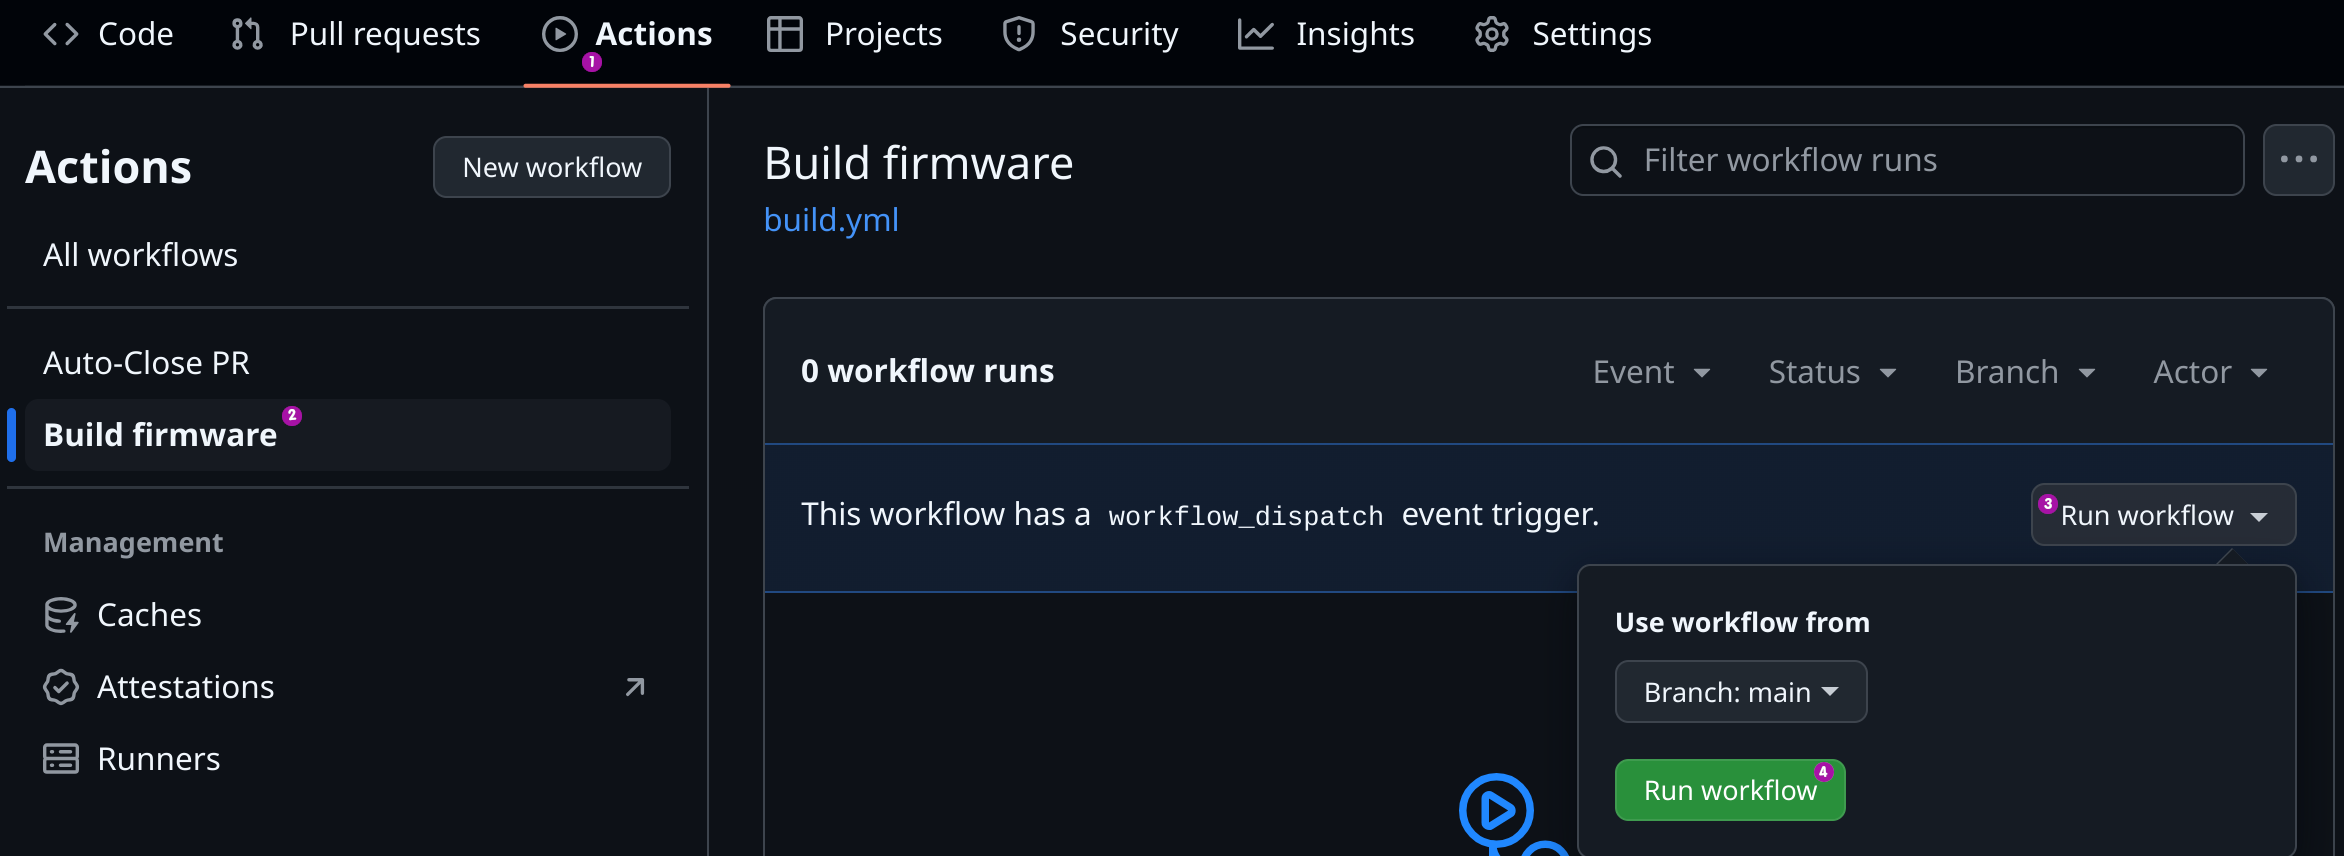 Code Pull requests Actions Projects Security Insights Settings
1
Actions
New workflow
All workflows
Auto-Close PR
Build firmware 2
Management
Caches
Attestations
Runners
Build firmware
build.yml
Filter workflow runs
0 workflow runs
Event Status Branch Actor
This workflow has a workflow_dispatch event trigger.
3 Run workflow
Use workflow from
Branch: main
Run workflow 4